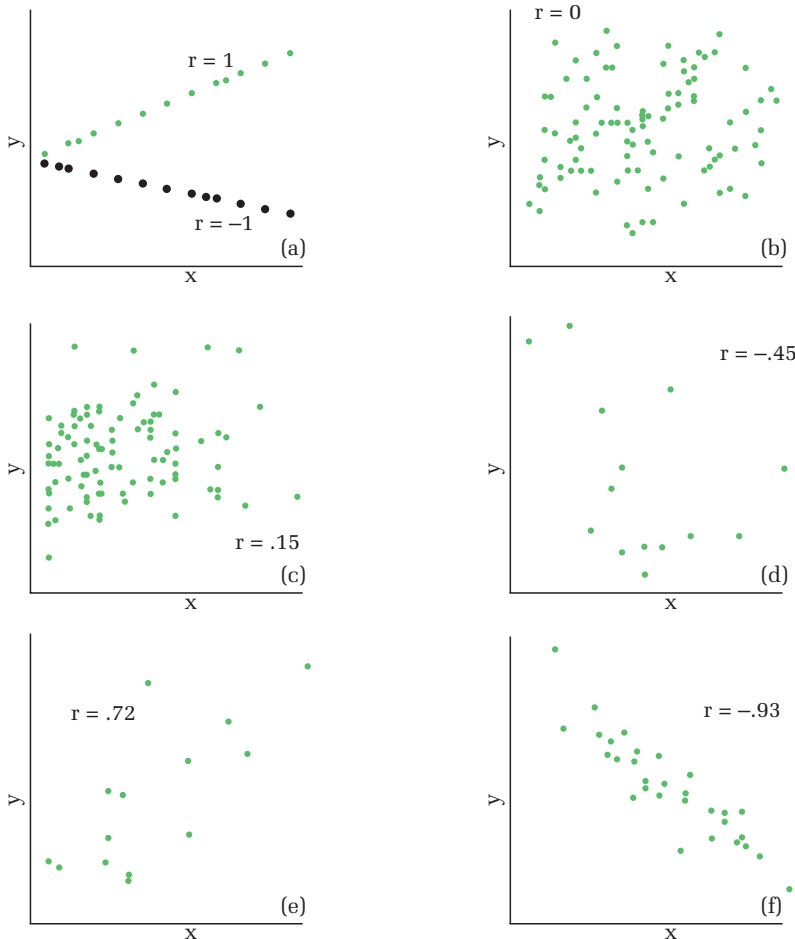 r = 1
y
r = −1
(a)
x
r = 0
y
(b)
x
y
r = .15
(c)
x
r = −.45
y
(d)
x
r = .72
y
(e)
x
r = −.93
y
(f)
x